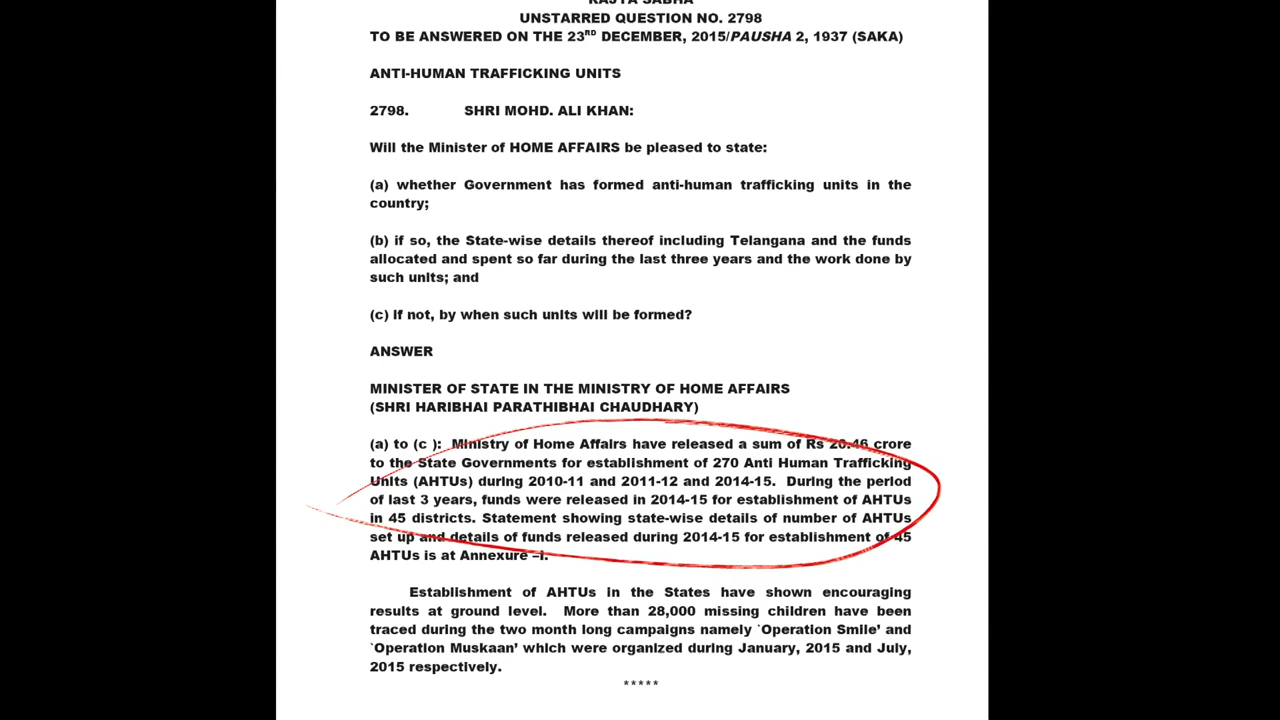 RAJYA SABHA
UNSTARRED QUESTION NO. 2798
TO BE ANSWERED ON THE 23RD DECEMBER, 2015/PAUSHA 2, 1937 (SAKA)
ANTI-HUMAN TRAFFICKING UNITS
2798. SHRI MOHD. ALI KHAN:
Will the Minister of HOME AFFAIRS be pleased to state:
(a) whether Government has formed anti-human trafficking units in the
country;
(b) if so, the State-wise details thereof including Telangana and the funds
allocated and spent so far during the last three years and the work done by
such units; and
(c) if not, by when such units will be formed?
ANSWER
MINISTER OF STATE IN THE MINISTRY OF HOME AFFAIRS
(SHRI HARIBHAI PARATHIBHAI CHAUDHARY)
(a) to (c ): Ministry of Home Affairs have released a sum of Rs 20.46 crore
to the State Governments for establishment of 270 Anti Human Trafficking
Units (AHTUs) during 2010-11 and 2011-12 and 2014-15. During the period
of last 3 years, funds were released in 2014-15 for establishment of AHTUs
in 45 districts. Statement showing state-wise details of number of AHTUs
set up and details of funds released during 2014-15 for establishment of 45
AHTUs is at Annexure –I.
Establishment of AHTUs in the States have shown encouraging
results at ground level. More than 28,000 missing children have been
traced during the two month long campaigns namely `Operation Smile’ and
`Operation Muskaan’ which were organized during January, 2015 and July,
2015 respectively.
*****